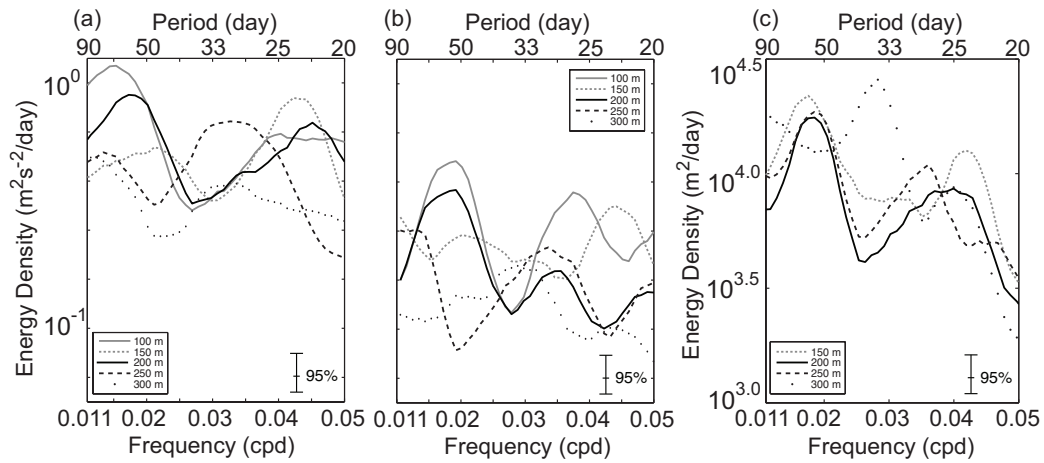 (a) Period (day)
90 50 33 25 20
10^0
10^-1
Energy Density (m^2s^-2/day)
100 m
150 m
200 m
250 m
300 m
95%
0.011 0.02 0.03 0.04 0.05
Frequency (cpd)
(b) Period (day)
90 50 33 25 20
100 m
150 m
200 m
250 m
300 m
95%
0.011 0.02 0.03 0.04 0.05
Frequency (cpd)
(c) Period (day)
90 50 33 25 20
10^4.5
10^4.0
10^3.5
10^3.0
Energy Density (m^2/day)
150 m
200 m
250 m
300 m
95%
0.011 0.02 0.03 0.04 0.05
Frequency (cpd)